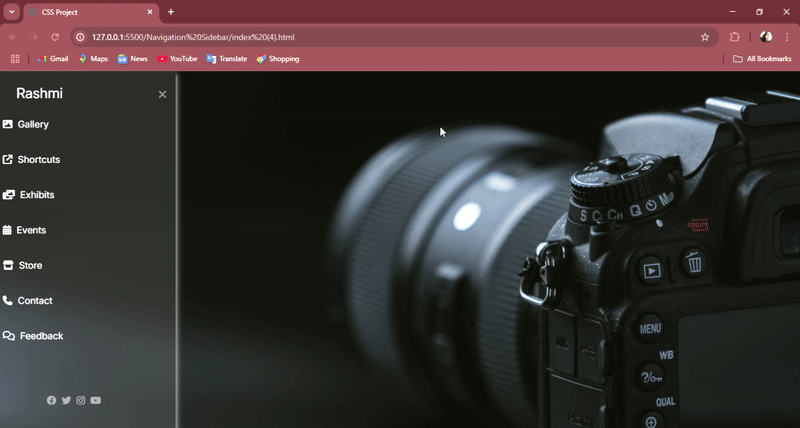 CSS Project
127.0.0.1:5500/Navigation%20Sidebar/index%20(4).html
Gmail Maps News YouTube Translate Shopping All Bookmarks
Rashmi
Gallery
Shortcuts
Exhibits
Events
Store
Contact
Feedback
S CL CH Q MUP
MENU
WB
QUAL